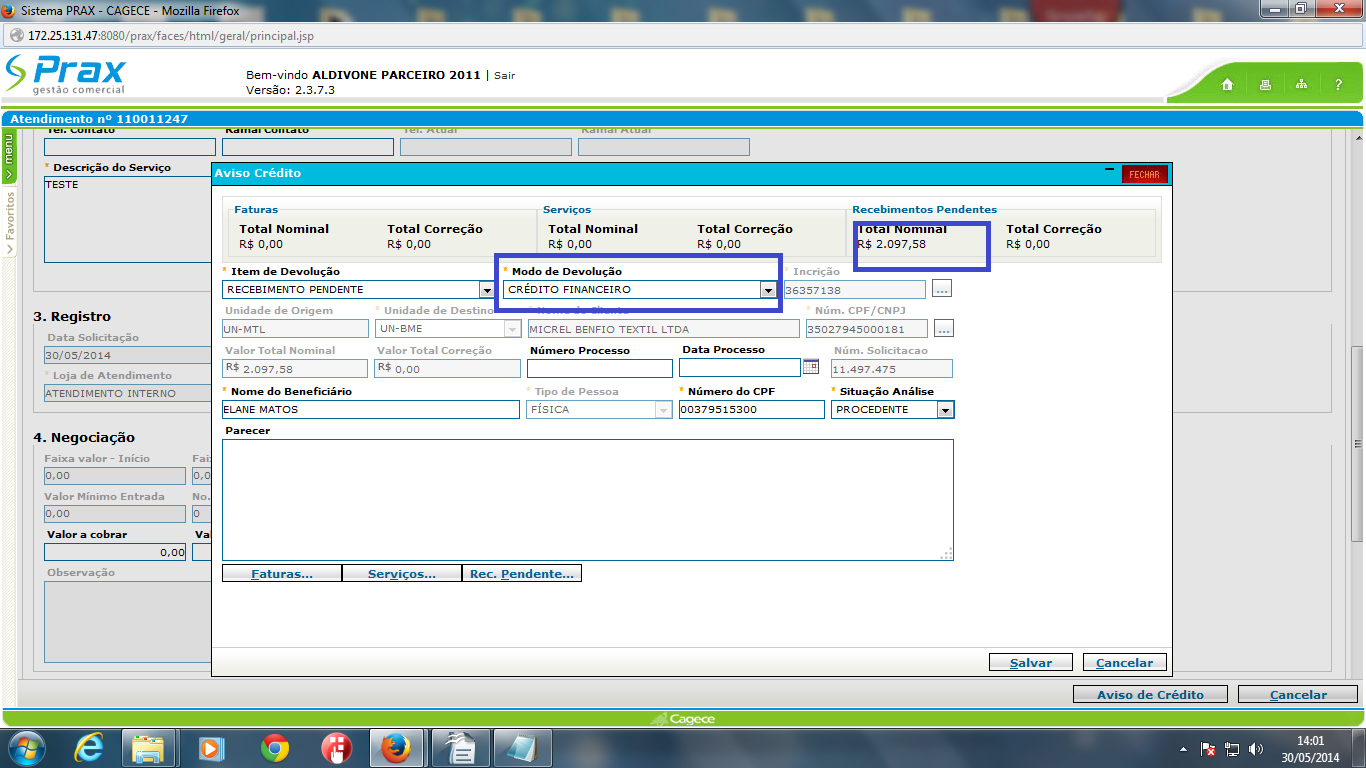 Sistema PRAX - CAGECE - Mozilla Firefox
172.25.131.47:8080/prax/faces/html/geral/principal.jsp
Prax
gestão comercial
Bem-vindo ALDIVONE PARCEIRO 2011 | Sair
Versão: 2.3.7.3
?
Atendimento nº 110011247
menu
Favoritos
Tel. Contato Ramal Contato Tel. Atual Ramal Atual
* Descrição do Serviço
TESTE
3. Registro
Data Solicitação
30/05/2014
* Loja de Atendimento
ATENDIMENTO INTERNO
4. Negociação
Faixa valor - Início Fai
0,00 0,0
Valor Mínimo Entrada No.
0,00 0
Valor a cobrar Va
0,00
Observação
Aviso Crédito FECHAR
Faturas Serviços Recebimentos Pendentes
Total Nominal Total Correção Total Nominal Total Correção Total Nominal Total Correção
R$ 0,00 R$ 0,00 R$ 0,00 R$ 0,00 R$ 2.097,58 R$ 0,00
* Item de Devolução * Modo de Devolução * Incrição
RECEBIMENTO PENDENTE CRÉDITO FINANCEIRO 36357138 ...
Unidade de Origem * Unidade de Destino * Nome do Cliente * Núm. CPF/CNPJ
UN-MTL UN-BME MICREL BENFIO TEXTIL LTDA 35027945000181 ...
Valor Total Nominal Valor Total Correção Número Processo Data Processo Núm. Solicitacao
R$ 2.097,58 R$ 0,00 11.497.475
* Nome do Beneficiário * Tipo de Pessoa * Número do CPF * Situação Análise
ELANE MATOS FÍSICA 00379515300 PROCEDENTE
Parecer
Faturas... Serviços... Rec. Pendente...
Salvar Cancelar
Aviso de Crédito Cancelar
Cagece
14:01
30/05/2014